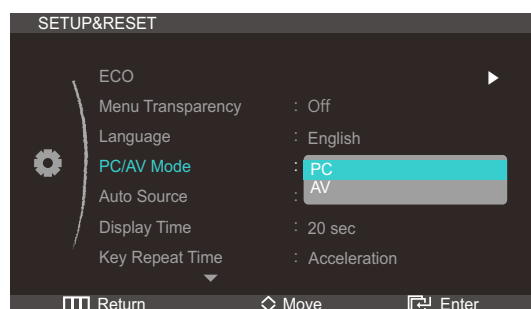 SETUP&RESET
ECO
Menu Transparency : Off
Language : English
PC/AV Mode : PC
AV
Auto Source :
Display Time : 20 sec
Key Repeat Time : Acceleration
Return Move Enter